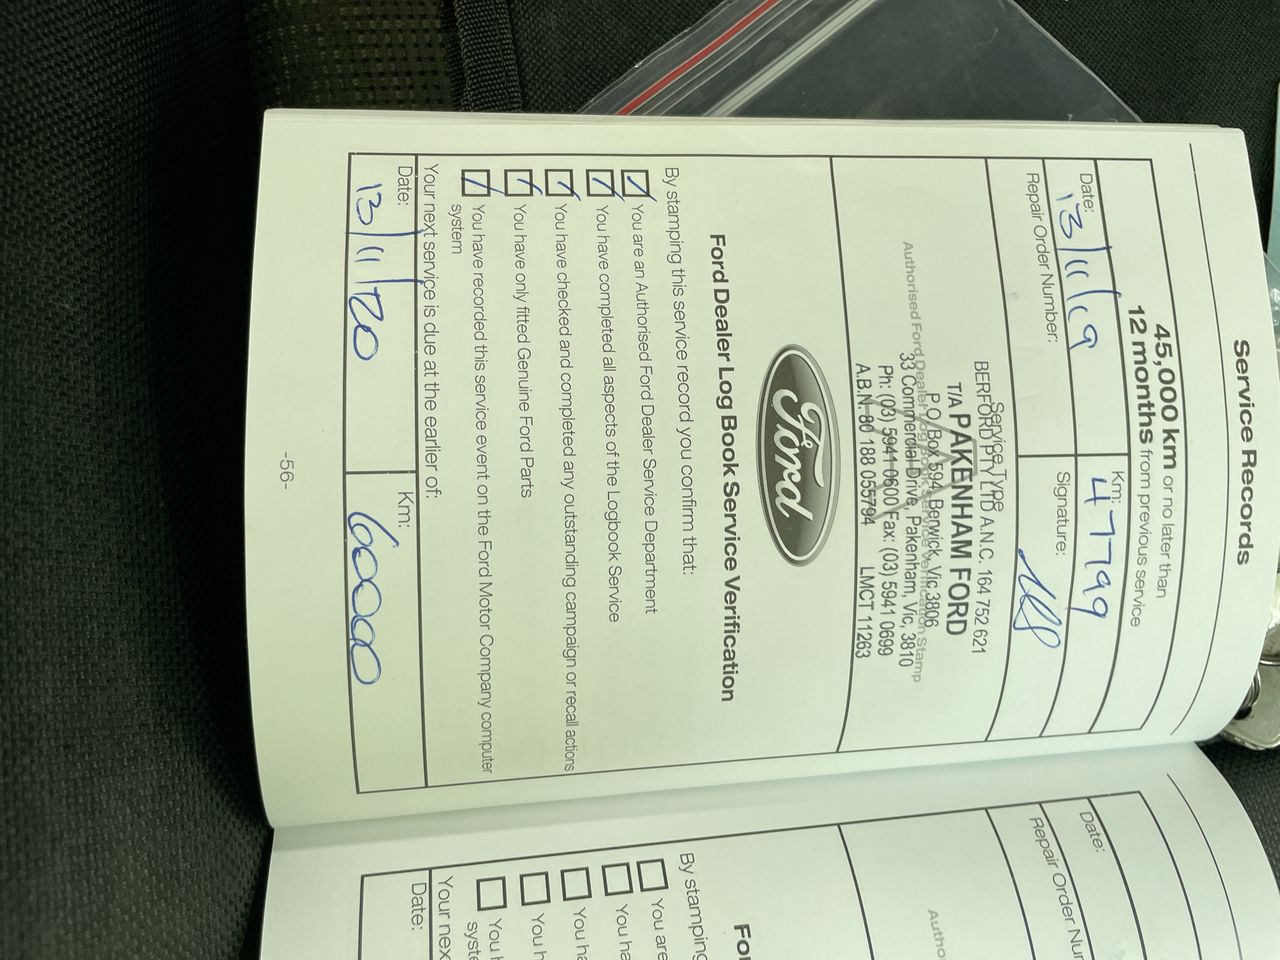 Service Records
45,000 km or no later than
12 months from previous service
Date: 13/11/19
Km: 47799
Repair Order Number:
Signature:
Service Type
BERFORD PTY LTD A.N.C. 164 752 621
T/A PAKENHAM FORD
P.O. Box 594, Berwick, Vic, 3806
Authorised Ford Dealer Log Book Service Verification Stamp
33 Commercial Drive, Pakenham, Vic, 3810
Ph: (03) 5941 0600 Fax: (03) 5941 0699
A.B.N. 80 188 055794 LMCT 11263
Ford
Ford Dealer Log Book Service Verification
By stamping this service record you confirm that:
You are an Authorised Ford Dealer Service Department
You have completed all aspects of the Logbook Service
You have checked and completed any outstanding campaign or recall actions
You have only fitted Genuine Ford Parts
You have recorded this service event on the Ford Motor Company computer
system
Your next service is due at the earlier of:
Date: 13/11/20
Km: 60000
-56-
Date:
Repair Order Nu
Autho
Fo
By stamping
You are
You ha
You ha
You h
You h
syste
Your nex
Date: